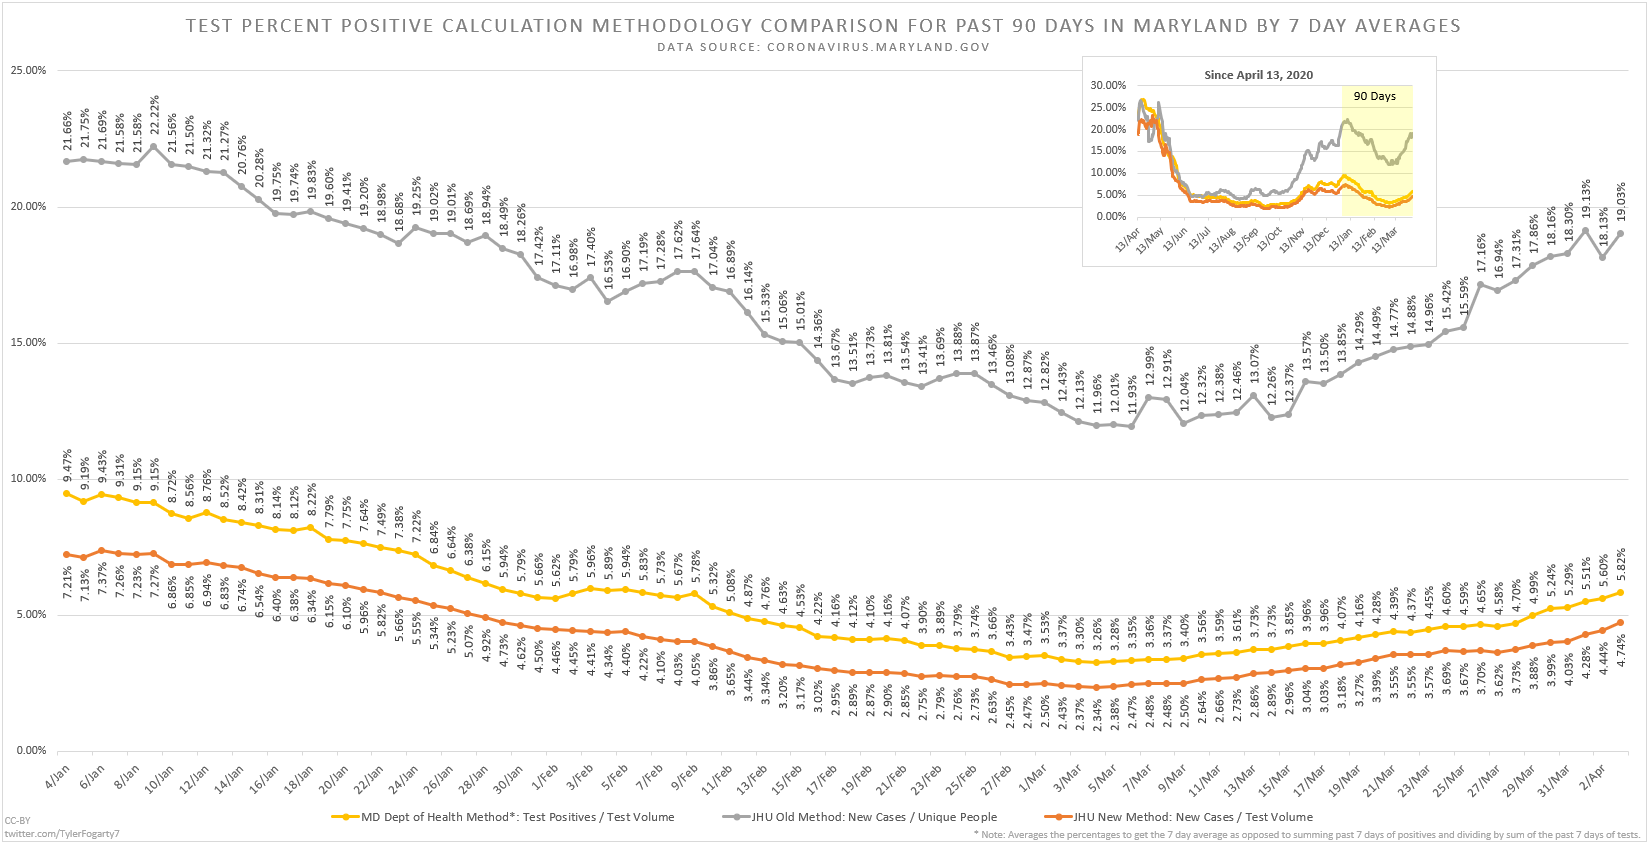 TEST PERCENT POSITIVE CALCULATION METHODOLOGY COMPARISON FOR PAST 90 DAYS IN MARYLAND BY 7 DAY AVERAGES
DATA SOURCE: CORONAVIRUS.MARYLAND.GOV
25.00%
20.00%
15.00%
10.00%
5.00%
0.00%
21.66% 21.75% 21.69% 21.58% 21.58% 22.22% 21.56% 21.50% 21.32% 21.27% 20.76% 20.28% 19.75% 19.74% 19.83% 19.60% 19.41% 19.20% 18.98% 18.68% 19.25% 19.02% 19.01% 18.69% 18.94% 18.49% 18.26% 17.42% 17.11% 16.98% 17.40% 16.53% 16.90% 17.19% 17.28% 17.62% 17.64% 17.04% 16.89% 16.14% 15.33% 15.06% 15.01% 14.36% 13.67% 13.51% 13.73% 13.81% 13.54% 13.41% 13.69% 13.88% 13.87% 13.46% 13.08% 12.87% 12.82% 12.43% 12.13% 11.96% 12.01% 11.93% 12.99% 12.91% 12.04% 12.32% 12.38% 12.46% 13.07% 12.26% 12.37% 13.57% 13.50% 13.85% 14.29% 14.49% 14.77% 14.88% 14.96% 15.42% 15.59% 17.16% 16.94% 17.31% 17.86% 18.16% 18.30% 19.13% 18.13% 19.03%
9.47% 9.19% 9.43% 9.31% 9.15% 9.15% 8.72% 8.56% 8.76% 8.52% 8.42% 8.31% 8.14% 8.12% 8.22% 7.79% 7.75% 7.64% 7.49% 7.38% 7.22% 6.84% 6.64% 6.38% 6.15% 5.94% 5.79% 5.66% 5.62% 5.79% 5.96% 5.89% 5.94% 5.83% 5.73% 5.67% 5.78% 5.32% 5.08% 4.87% 4.76% 4.63% 4.53% 4.22% 4.16% 4.12% 4.10% 4.16% 4.07% 3.90% 3.89% 3.79% 3.74% 3.66% 3.43% 3.47% 3.53% 3.37% 3.30% 3.26% 3.28% 3.35% 3.36% 3.37% 3.40% 3.56% 3.59% 3.61% 3.73% 3.73% 3.85% 3.96% 3.96% 4.07% 4.16% 4.28% 4.39% 4.37% 4.45% 4.60% 4.59% 4.65% 4.58% 4.70% 4.99% 5.24% 5.29% 5.51% 5.60% 5.82%
7.21% 7.13% 7.37% 7.26% 7.23% 7.27% 6.86% 6.85% 6.94% 6.83% 6.74% 6.54% 6.40% 6.38% 6.34% 6.15% 6.10% 5.96% 5.82% 5.66% 5.55% 5.34% 5.23% 5.07% 4.92% 4.73% 4.62% 4.50% 4.46% 4.45% 4.41% 4.34% 4.40% 4.22% 4.10% 4.03% 4.05% 3.86% 3.65% 3.44% 3.34% 3.20% 3.17% 3.02% 2.95% 2.89% 2.87% 2.90% 2.85% 2.75% 2.79% 2.76% 2.73% 2.63% 2.45% 2.47% 2.50% 2.43% 2.37% 2.34% 2.38% 2.47% 2.48% 2.48% 2.50% 2.64% 2.66% 2.73% 2.86% 2.89% 2.96% 3.04% 3.03% 3.18% 3.27% 3.39% 3.55% 3.55% 3.57% 3.69% 3.67% 3.70% 3.62% 3.73% 3.88% 3.99% 4.03% 4.28% 4.44% 4.74%
4/Jan 6/Jan 8/Jan 10/Jan 12/Jan 14/Jan 16/Jan 18/Jan 20/Jan 22/Jan 24/Jan 26/Jan 28/Jan 30/Jan 1/Feb 3/Feb 5/Feb 7/Feb 9/Feb 11/Feb 13/Feb 15/Feb 17/Feb 19/Feb 21/Feb 23/Feb 25/Feb 27/Feb 1/Mar 3/Mar 5/Mar 7/Mar 9/Mar 11/Mar 13/Mar 15/Mar 17/Mar 19/Mar 21/Mar 23/Mar 25/Mar 27/Mar 29/Mar 31/Mar 2/Apr
Since April 13, 2020
90 Days
30.00%
25.00%
20.00%
15.00%
10.00%
5.00%
0.00%
13/Apr 13/May 13/Jun 13/Jul 13/Aug 13/Sep 13/Oct 13/Nov 13/Dec 13/Jan 13/Feb 13/Mar
MD Dept of Health Method*: Test Positives / Test Volume
JHU Old Method: New Cases / Unique People
JHU New Method: New Cases / Test Volume
CC-BY
twitter.com/TylerFogarty7
* Note: Averages the percentages to get the 7 day average as opposed to summing past 7 days of positives and dividing by sum of the past 7 days of tests.